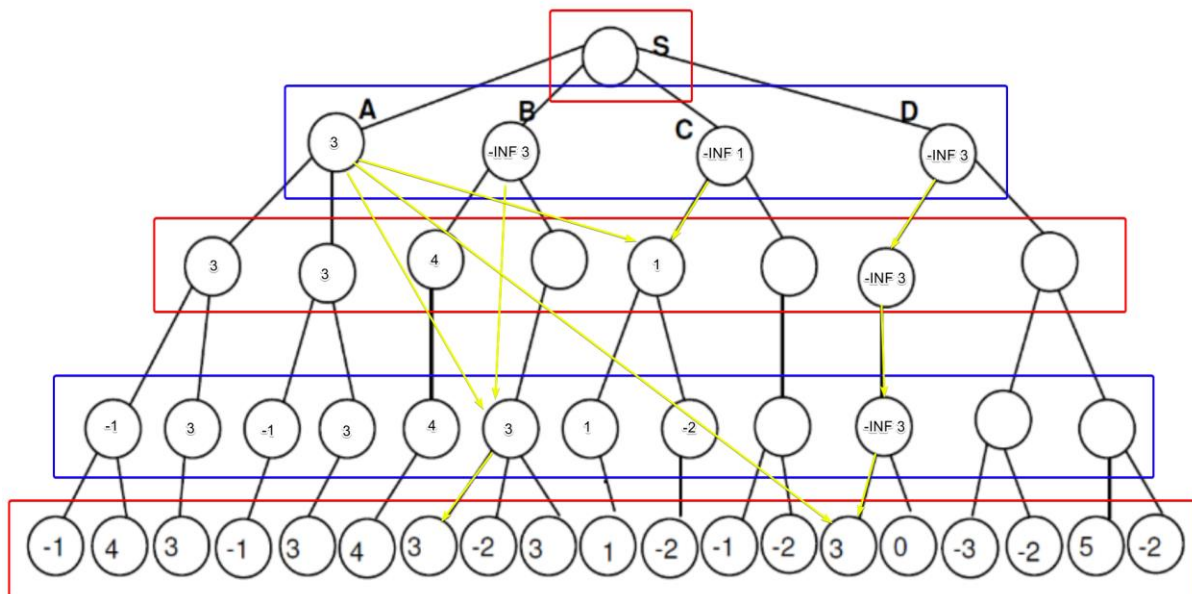 S
A B C D
3 -INF 3 -INF 1 -INF 3
3 3 4 1 -INF 3
-1 3 -1 3 4 3 1 -2 -INF 3
-1 4 3 -1 3 4 3 -2 3 1 -2 -1 -2 3 0 -3 -2 5 -2